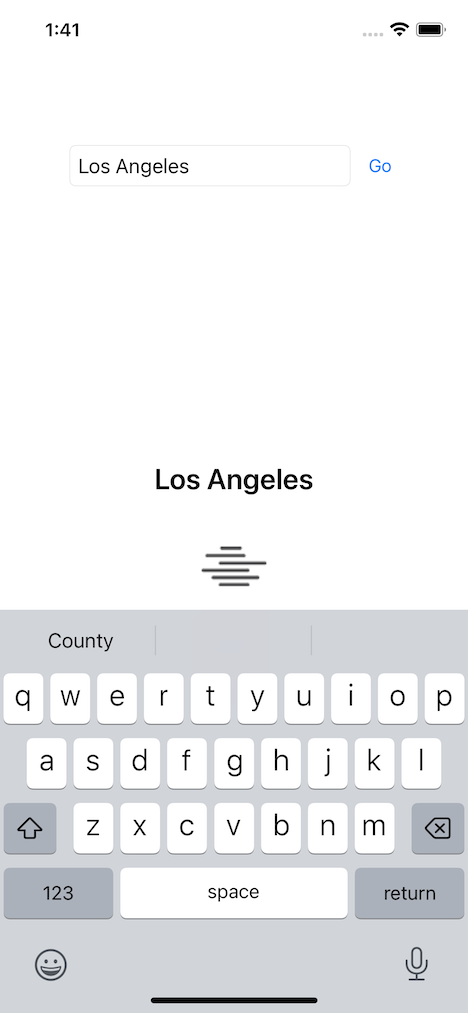 1:41
Los Angeles Go
Los Angeles
County
q w e r t y u i o p
a s d f g h j k l
z x c v b n m
123 space return